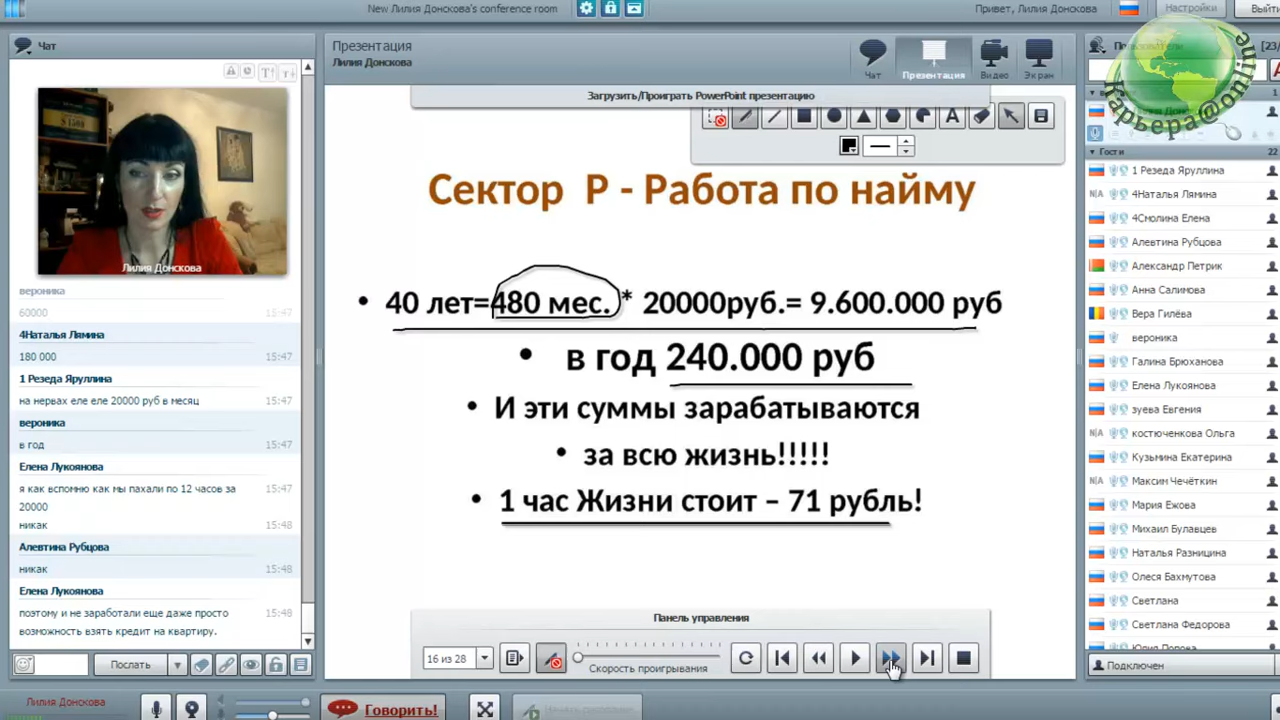 New Лилия Донскова's conference room
Привет, Лилия Донскова
Настройки
Выйти
Чат
Лилия Донскова
вероника
60000 15:47
4Наталья Лямина
180 000 15:47
1 Резеда Яруллина
на нервах еле еле 20000 руб в месяц 15:47
вероника
в год 15:47
Елена Лукоянова
я как вспомню как мы пахали по 12 часов за 15:47
20000
никак 15:48
Алевтина Рубцова
никак 15:48
Елена Лукоянова
поэтому и не заработали еще даже просто 15:48
возможность взять кредит на квартиру.
Послать
Лилия Донскова
Говорить!
Презентация
Лилия Донскова
Чат
Презентация
Видео
Экран
Загрузить/Проиграть PowerPoint презентацию
Сектор Р - Работа по найму
• 40 лет=480 мес. * 20000руб.= 9.600.000 руб
• в год 240.000 руб
• И эти суммы зарабатываются
• за всю жизнь!!!!!
• 1 час Жизни стоит – 71 рубль!
Панель управления
16 из 28
Скорость проигрывания
[23/
Карьера@online
Гости 22
1 Резеда Яруллина
N/A 4Наталья Лямина
4Смолина Елена
Алевтина Рубцова
Александр Петрик
Анна Салимова
Вера Гилёва
вероника
Галина Брюханова
Елена Лукоянова
зуева Евгения
N/A костюченкова Ольга
Кузьмина Екатерина
N/A Максим Чечёткин
Мария Ежова
Михаил Булавцев
Наталья Разницина
Олеся Бахмутова
Светлана
Светлана Федорова
Подключен